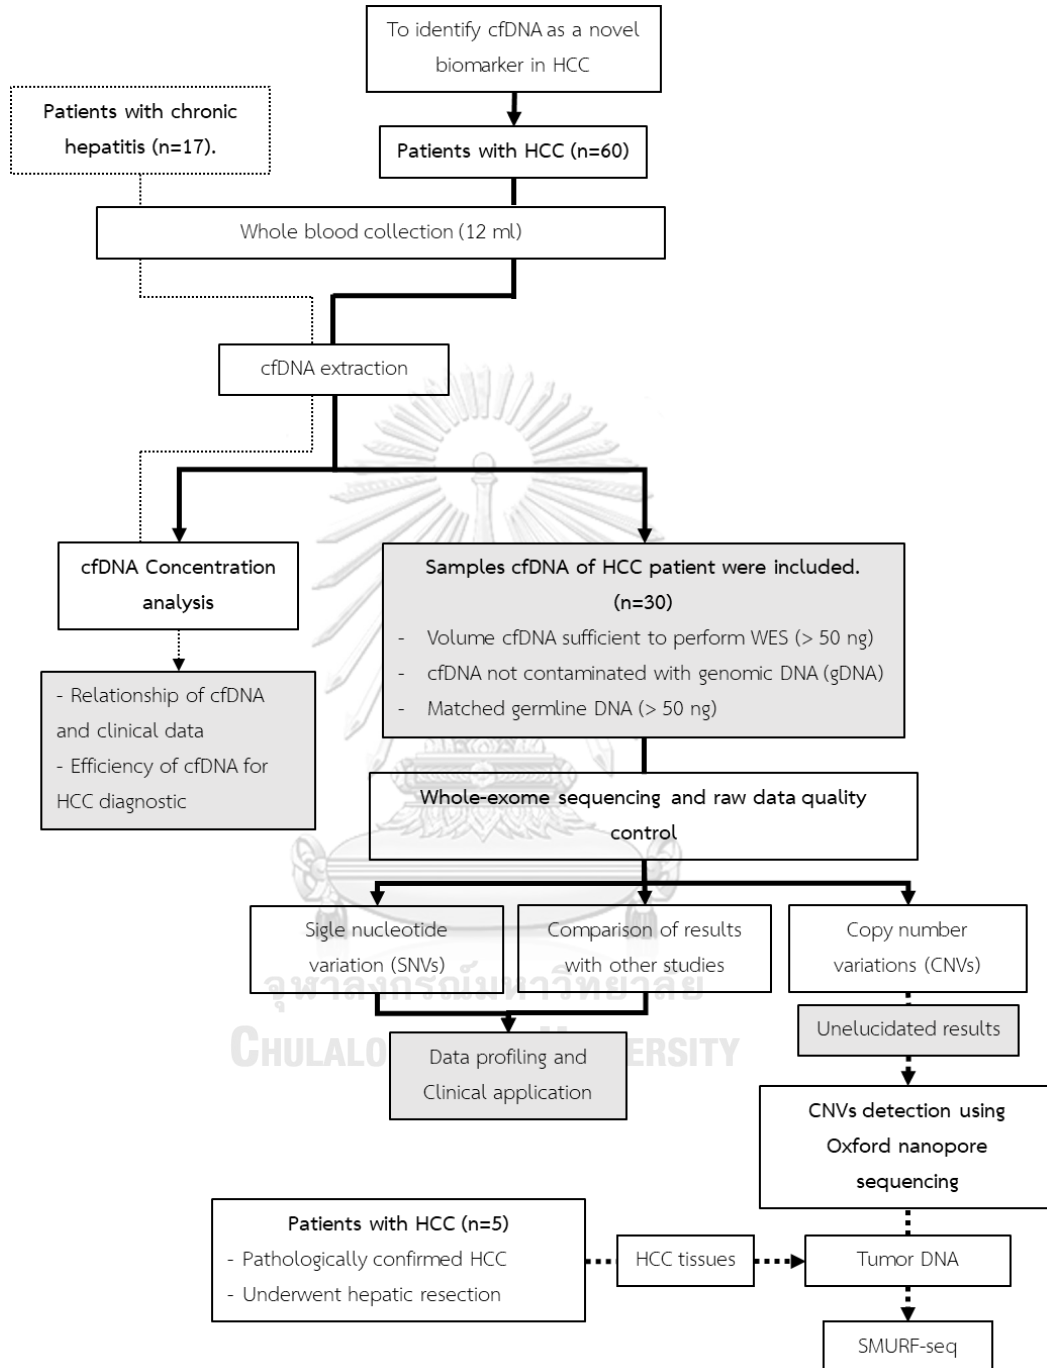 To identify cfDNA as a novel
biomarker in HCC
Patients with chronic
hepatitis (n=17).
Patients with HCC (n=60)
Whole blood collection (12 ml)
cfDNA extraction
cfDNA Concentration
analysis
- Relationship of cfDNA
and clinical data
- Efficiency of cfDNA for
HCC diagnostic
Samples cfDNA of HCC patient were included.
(n=30)
- Volume cfDNA sufficient to perform WES (> 50 ng)
- cfDNA not contaminated with genomic DNA (gDNA)
- Matched germline DNA (> 50 ng)
Whole-exome sequencing and raw data quality
control
Sigle nucleotide
variation (SNVs)
Comparison of results
with other studies
Copy number
variations (CNVs)
จุฬาลงกรณ์มหาวิทยาลัย
CHULALO
ERSITY
Data profiling and
Clinical application
Unelucidated results
CNVs detection using
Oxford nanopore
sequencing
Patients with HCC (n=5)
- Pathologically confirmed HCC
- Underwent hepatic resection
HCC tissues
Tumor DNA
SMURF-seq